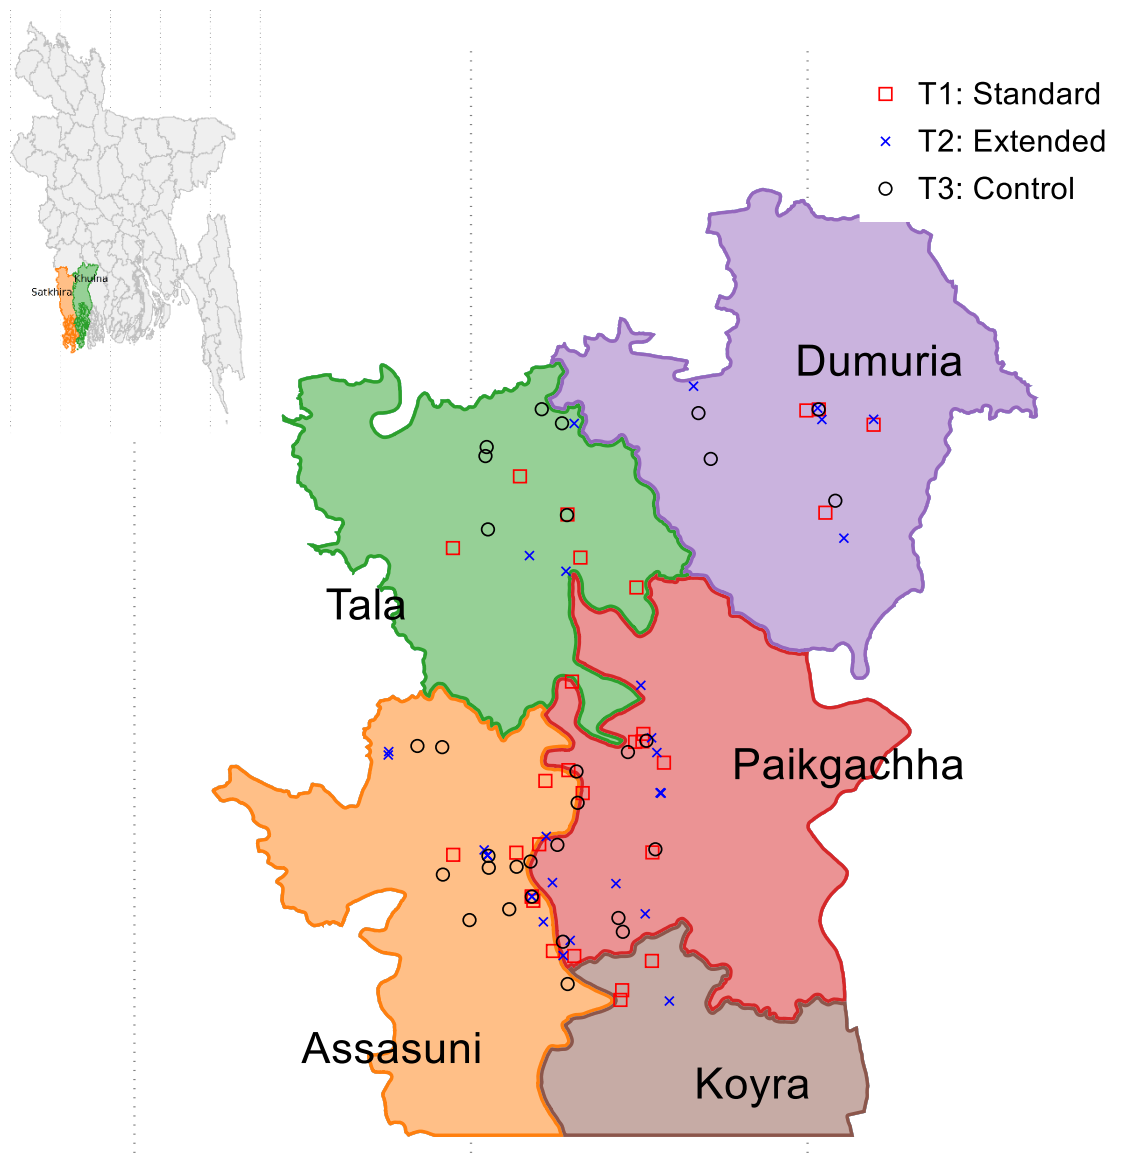 T1: Standard
T2: Extended
T3: Control
Khulna
Satkhira
Dumuria
Tala
Paikgachha
Assasuni
Koyra